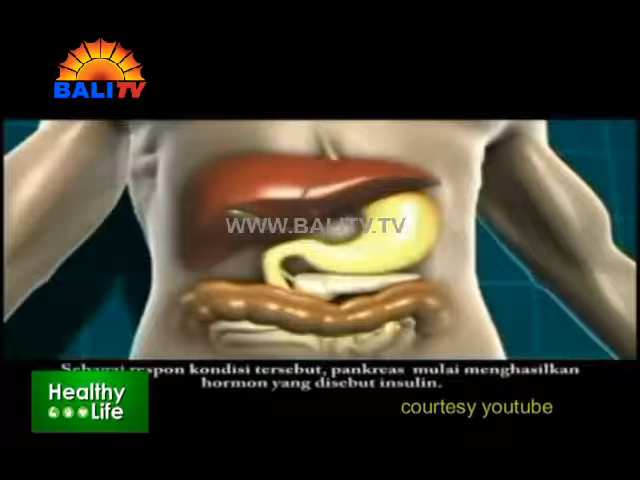 BALI TV
WWW.BALITV.TV
Sebagai respon kondisi tersebut, pankreas mulai menghasilkan
hormon yang disebut insulin.
Healthy
Life
courtesy youtube